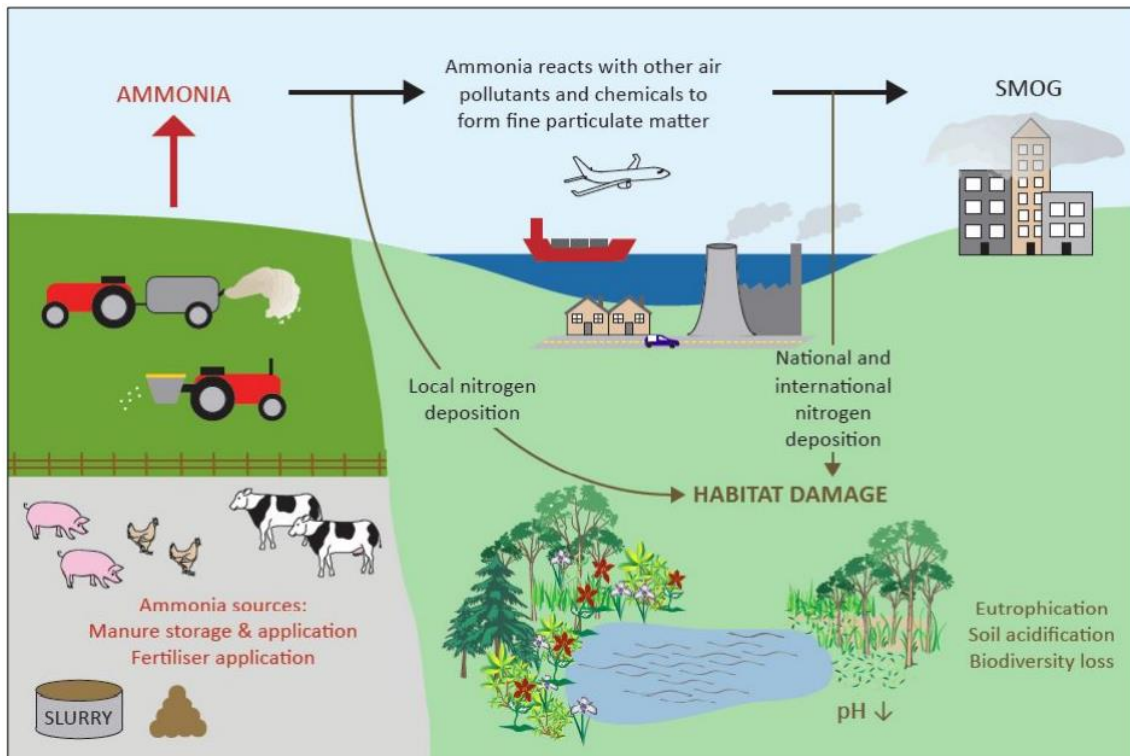 AMMONIA
Ammonia reacts with other air
pollutants and chemicals to
form fine particulate matter
SMOG
Local nitrogen
deposition
National and
international
nitrogen
deposition
HABITAT DAMAGE
Ammonia sources:
Manure storage & application
Fertiliser application
SLURRY
Eutrophication
Soil acidification
Biodiversity loss
pH ↓